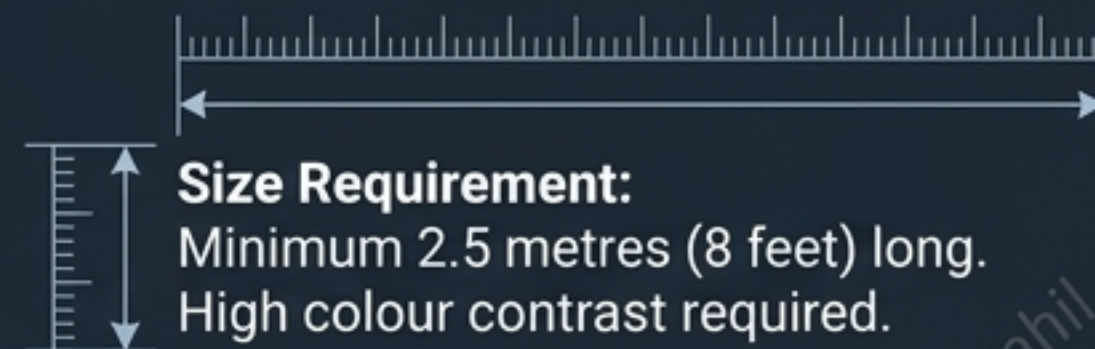 Size Requirement:
Minimum 2.5 metres (8 feet) long.
High colour contrast required.